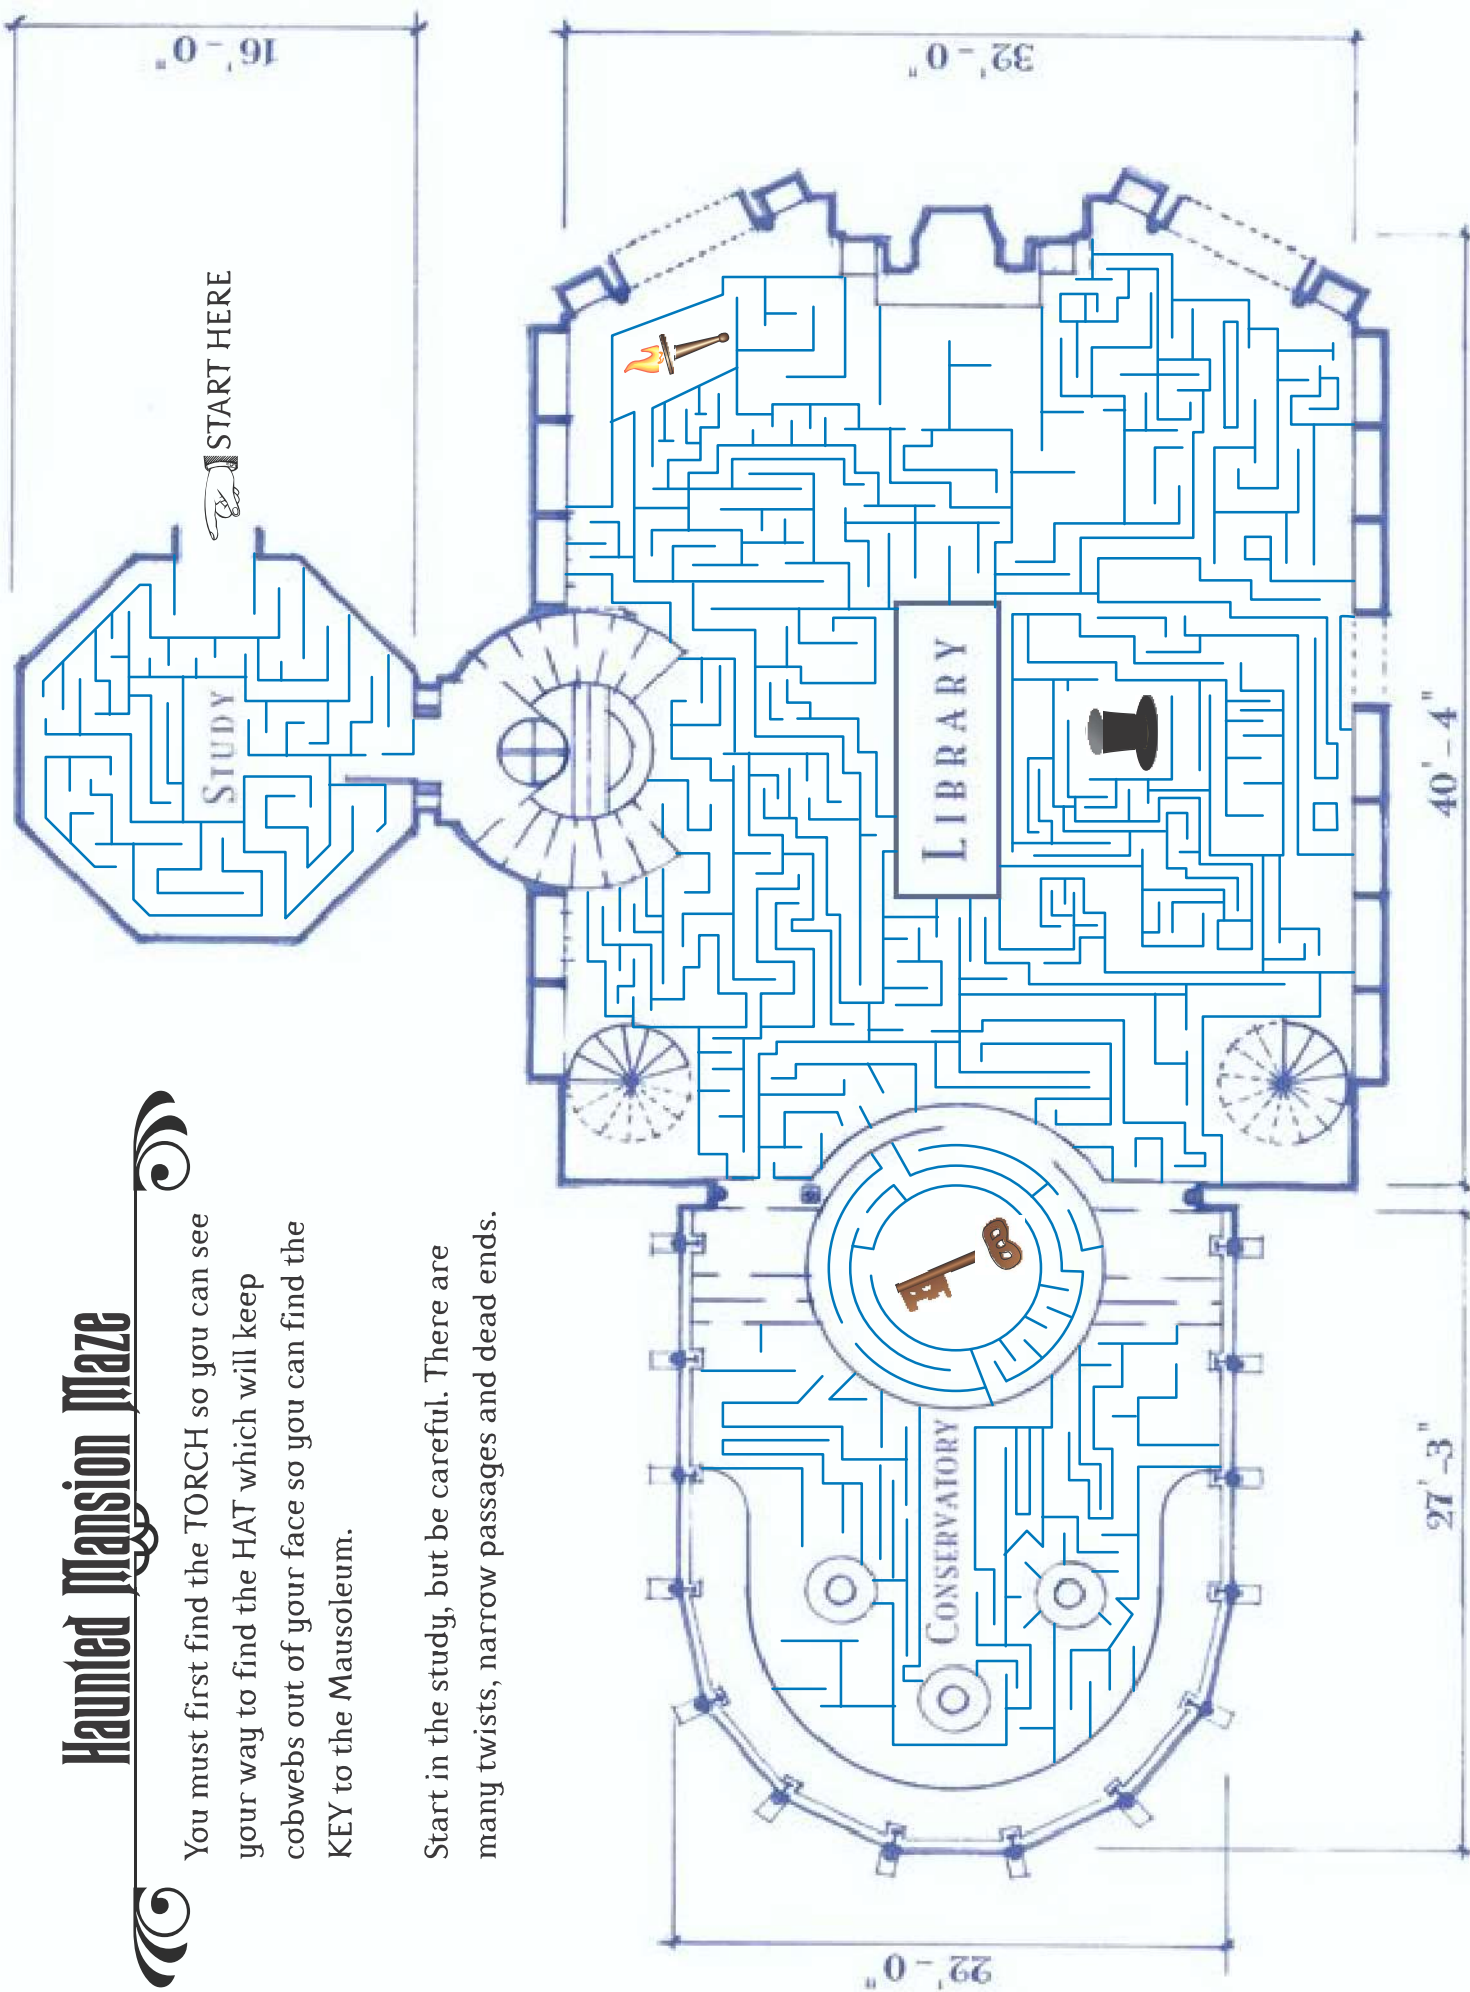 Haunted Mansion Maze
You must first find the TORCH so you can see
your way to find the HAT which will keep
cobwebs out of your face so you can find the
KEY to the Mausoleum.
Start in the study, but be careful. There are
many twists, narrow passages and dead ends.
START HERE
STUDY
LIBRARY
CONSERVATORY
16'-0"
32'-0"
40'-4"
27'-3"
22'-0"